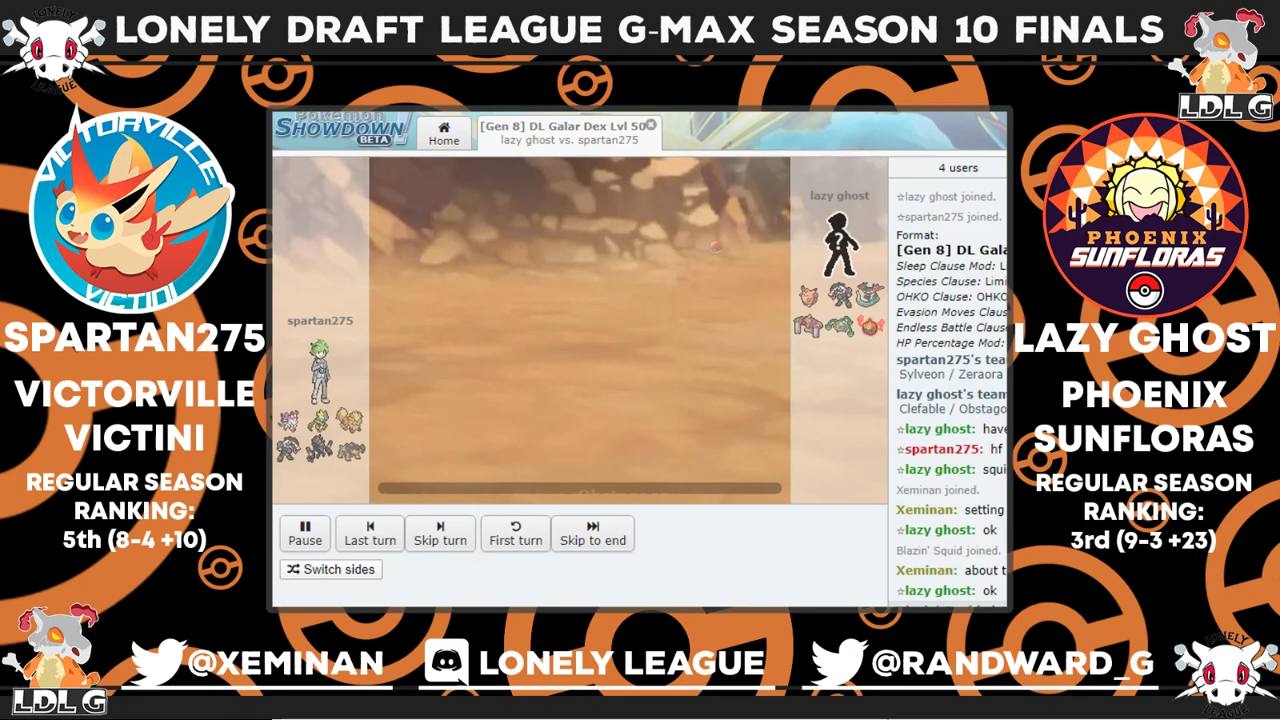 LONELY DRAFT LEAGUE G-MAX SEASON 10 FINALS
LONELY
LEAGUE
LDL G
VICTORVILLE
VICTINI
SPARTAN275
VICTORVILLE
VICTINI
REGULAR SEASON
RANKING:
5th (8-4 +10)
Pokémon
SHOWDOWN
BETA
Home
[Gen 8] DL Galar Dex Lvl 50
lazy ghost vs. spartan275
spartan275
lazy ghost
4 users
☆lazy ghost joined.
☆spartan275 joined.
Format:
[Gen 8] DL Gala
Sleep Clause Mod: L
Species Clause: Limi
OHKO Clause: OHKO
Evasion Moves Claus
Endless Battle Claus
HP Percentage Mod:
spartan275's tea
Sylveon / Zeraora
lazy ghost's team
Clefable / Obstago
☆lazy ghost: have
☆spartan275: hf
☆lazy ghost: squi
Xeminan joined.
Xeminan: setting
☆lazy ghost: ok
Blazin' Squid joined.
Xeminan: about t
☆lazy ghost: ok
Pause
Last turn
Skip turn
First turn
Skip to end
Switch sides
PHOENIX
SUNFLORAS
LAZY GHOST
PHOENIX
SUNFLORAS
REGULAR SEASON
RANKING:
3rd (9-3 +23)
LDL G
@XEMINAN
LONELY LEAGUE
@RANDWARD_G
LONELY
LEAGUE